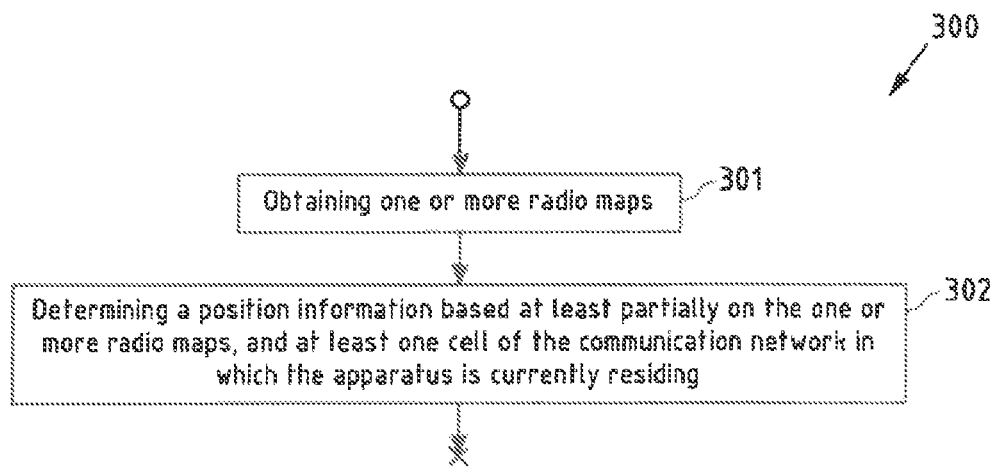 300
301
Obtaining one or more radio maps
302
Determining a position information based at least partially on the one or
more radio maps, and at least one cell of the communication network in
which the apparatus is currently residing